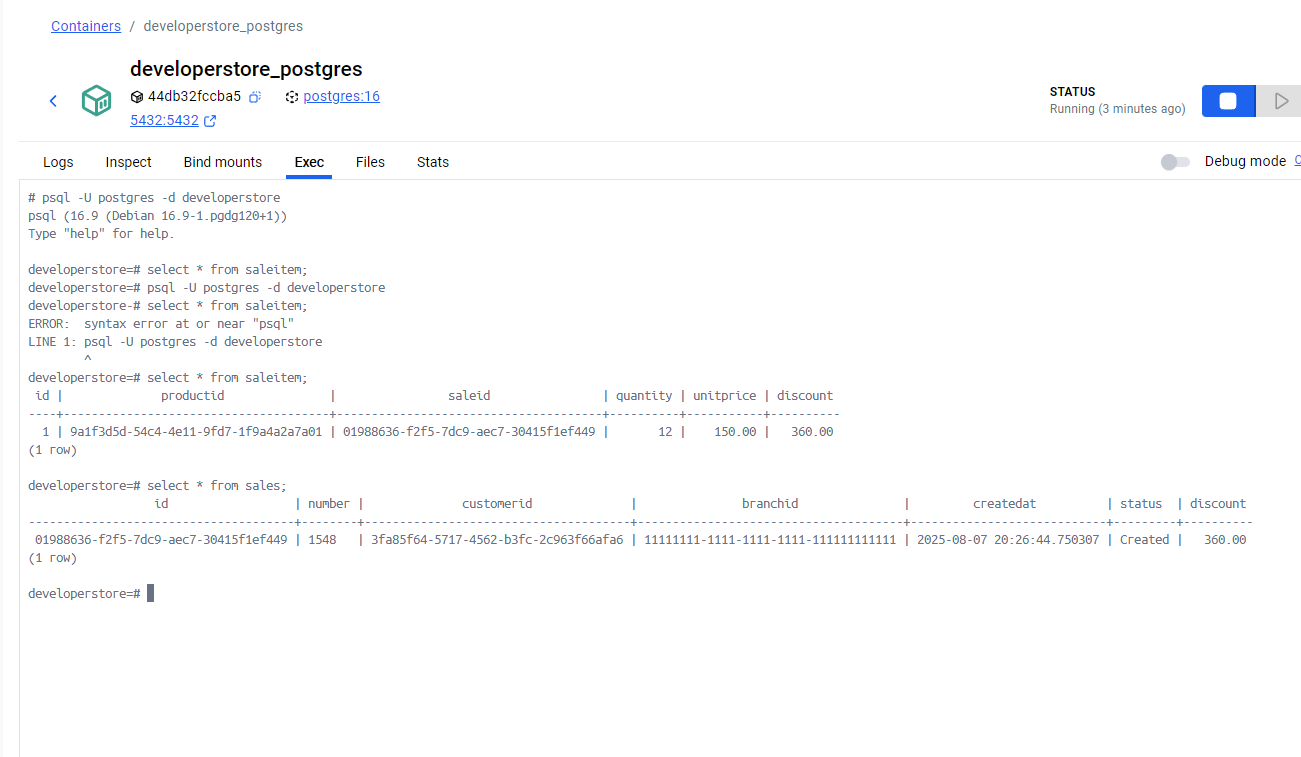 Containers / developerstore_postgres
developerstore_postgres
44db32fccba5 postgres:16
5432:5432
STATUS
Running (3 minutes ago)
Logs Inspect Bind mounts Exec Files Stats Debug mode
# psql -U postgres -d developerstore
psql (16.9 (Debian 16.9-1.pgdg120+1))
Type "help" for help.
developerstore=# select * from saleitem;
developerstore=# psql -U postgres -d developerstore
developerstore-# select * from saleitem;
ERROR:  syntax error at or near "psql"
LINE 1: psql -U postgres -d developerstore
        ^
developerstore=# select * from saleitem;
 id |              productid               |                saleid                | quantity | unitprice | discount
----+--------------------------------------+--------------------------------------+----------+-----------+----------
  1 | 9a1f3d5d-54c4-4e11-9fd7-1f9a4a2a7a01 | 01988636-f2f5-7dc9-aec7-30415f1ef449 |       12 |    150.00 |   360.00
(1 row)
developerstore=# select * from sales;
                  id                  | number |              customerid              |               branchid               |         createdat          | status  | discount
--------------------------------------+--------+--------------------------------------+--------------------------------------+----------------------------+---------+----------
 01988636-f2f5-7dc9-aec7-30415f1ef449 | 1548   | 3fa85f64-5717-4562-b3fc-2c963f66afa6 | 11111111-1111-1111-1111-111111111111 | 2025-08-07 20:26:44.750307 | Created |   360.00
(1 row)
developerstore=#